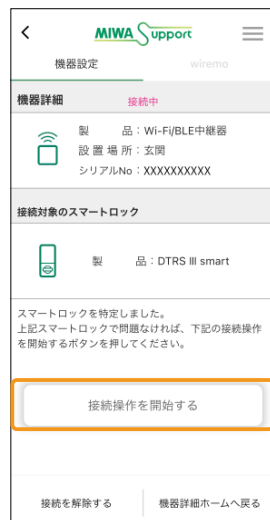 MIWA Support
機器設定 wiremo
機器詳細 接続中
製 品：Wi-Fi/BLE中継器
設置場所：玄関
シリアルNo：XXXXXXXXXX
接続対象のスマートロック
製 品：DTRS III smart
スマートロックを特定しました。
上記スマートロックで問題なければ、下記の接続操作
を開始するボタンを押してください。
接続操作を開始する
接続を解除する 機器詳細ホームへ戻る